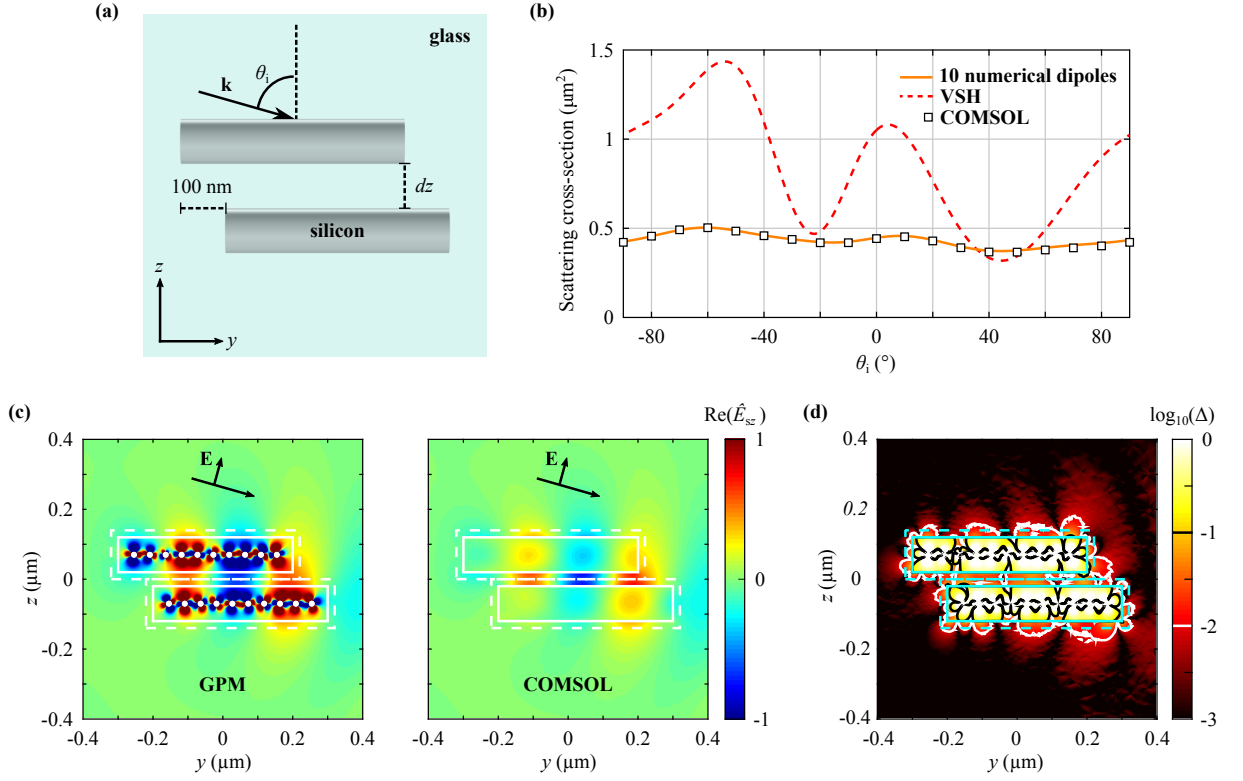 (a)
glass
θi
k
100 nm
dz
silicon
z
y
(b)
Scattering cross-section (μm²)
1.5
1
0.5
0
-80
-40
0
40
80
θi (°)
10 numerical dipoles
VSH
COMSOL
(c)
Re(Êsz)
z (μm)
0.4
0.2
0
-0.2
-0.4
E
GPM
-0.4
-0.2
0
0.2
0.4
y (μm)
E
COMSOL
-0.4
-0.2
0
0.2
0.4
y (μm)
1
0
-1
(d)
log10(Δ)
z (μm)
0.4
0.2
0
-0.2
-0.4
-0.4
-0.2
0
0.2
0.4
y (μm)
0
-1
-2
-3